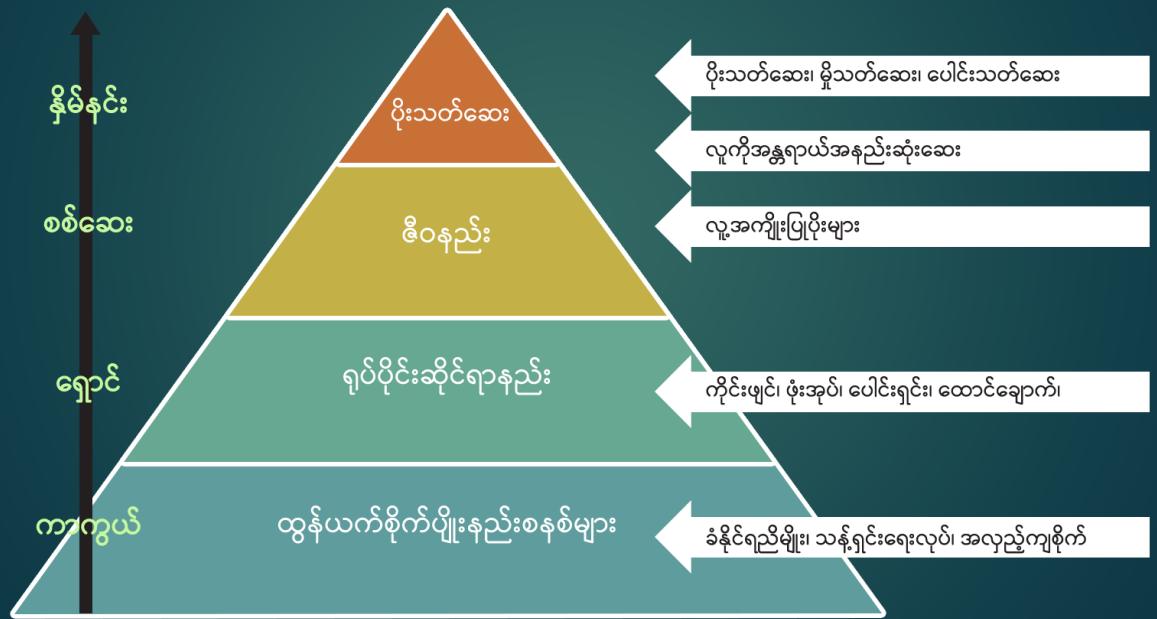 ပိုးသတ်ဆေး၊ မှိုသတ်ဆေး၊ ပေါင်းသတ်ဆေး
နှိမ်နင်း
ပိုးသတ်ဆေး
လူကိုအန္တရာယ်အနည်းဆုံးဆေး
စစ်ဆေး
ဇီဝနည်း
လူ့အကျိုးပြုပိုးများ
ရှောင်
ရုပ်ပိုင်းဆိုင်ရာနည်း
ကိုင်းဖျင်၊ ဖုံးအုပ်၊ ပေါင်းရှင်း၊ ထောင်ချောက်၊
ကာကွယ်
ထွန်ယက်စိုက်ပျိုးနည်းစနစ်များ
ခံနိုင်ရည်မျိုး၊ သန့်ရှင်းရေးလုပ်၊ အလှည့်ကျစိုက်